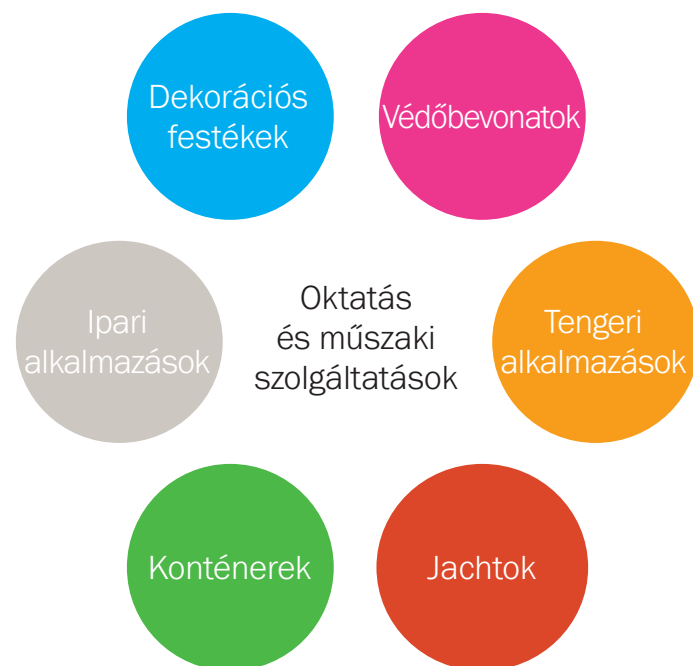 Dekorációs
festékek
Védőbevonatok
Ipari
alkalmazások
Oktatás
és műszaki
szolgáltatások
Tengeri
alkalmazások
Konténerek
Jachtok